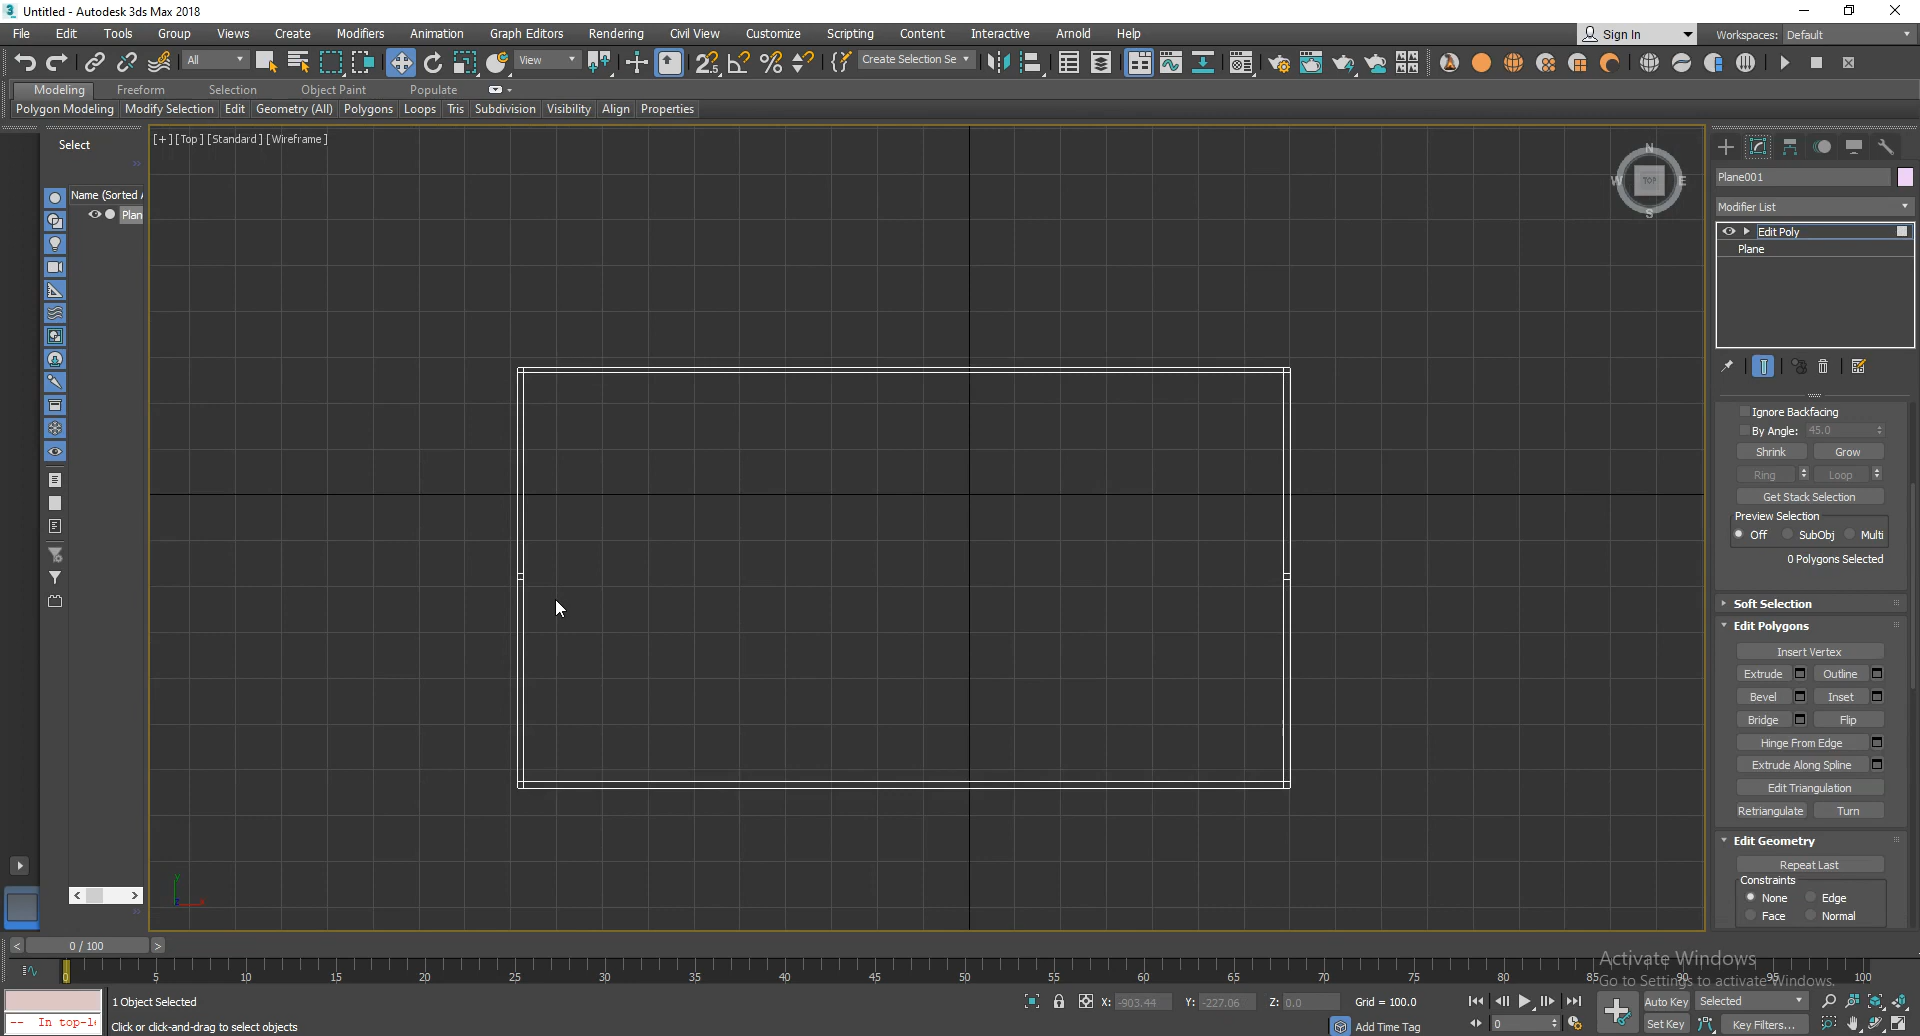 Untitled - Autodesk 3ds Max 2018
File Edit Tools Group Views Create Modifiers Animation Graph Editors Rendering Civil View Customize Scripting Content Interactive Arnold Help Sign In Workspaces: Default
All View Create Selection Se
Modeling Freeform Selection Object Paint Populate
Polygon Modeling Modify Selection Edit Geometry (All) Polygons Loops Tris Subdivision Visibility Align Properties
Select
[+] [Top] [Standard] [Wireframe]
Name (Sorted A
Plan
N
W TOP E
S
Plane001
Modifier List
Edit Poly
Plane
Ignore Backfacing
By Angle: 45.0
Shrink Grow
Ring Loop
Get Stack Selection
Preview Selection
Off SubObj Multi
0 Polygons Selected
Soft Selection
Edit Polygons
Insert Vertex
Extrude Outline
Bevel Inset
Bridge Flip
Hinge From Edge
Extrude Along Spline
Edit Triangulation
Retriangulate Turn
Edit Geometry
Repeat Last
Constraints
None Edge
Face Normal
< 0 / 100 >
0 5 10 15 20 25 30 35 40 45 50 55 60 65 70 75 80 85 90 95 100
Activate Windows
Go to Settings to activate Windows.
1 Object Selected
X: -903.44 Y: -227.06 Z: 0.0 Grid = 100.0
Auto Key Selected
-- In top-l
Click or click-and-drag to select objects
Add Time Tag
0
Set Key Key Filters...